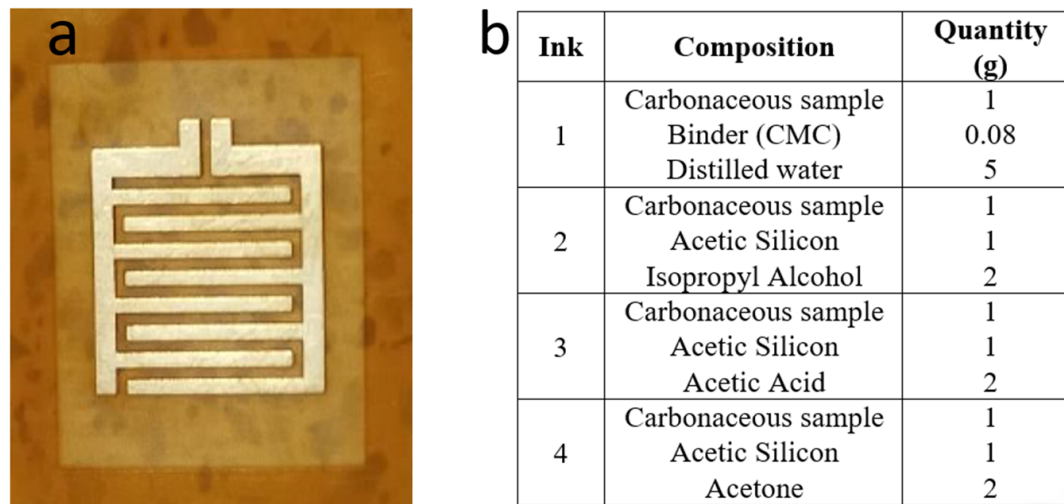 a
b
Ink Composition Quantity (g)
1 Carbonaceous sample 1
Binder (CMC) 0.08
Distilled water 5
2 Carbonaceous sample 1
Acetic Silicon 1
Isopropyl Alcohol 2
3 Carbonaceous sample 1
Acetic Silicon 1
Acetic Acid 2
4 Carbonaceous sample 1
Acetic Silicon 1
Acetone 2